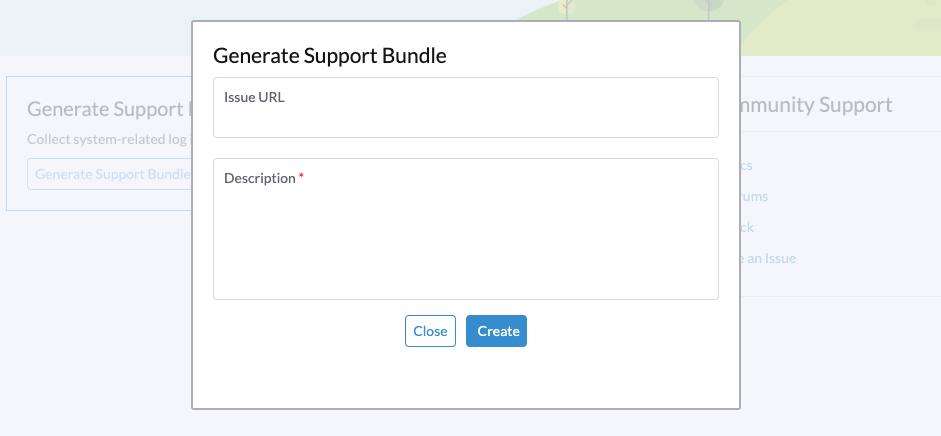 Generate Support Bundle
Issue URL
Description *
Close
Create
Generate Support
Collect system-related log
Generate Support Bundle
mmunity Support
cs
rums
ck
e an Issue